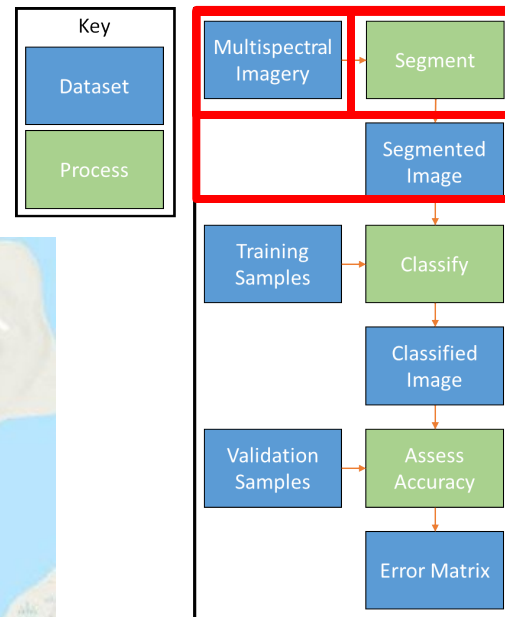 Key
Dataset
Process
Multispectral
Imagery
Segment
Segmented
Image
Training
Samples
Classify
Classified
Image
Validation
Samples
Assess
Accuracy
Error Matrix